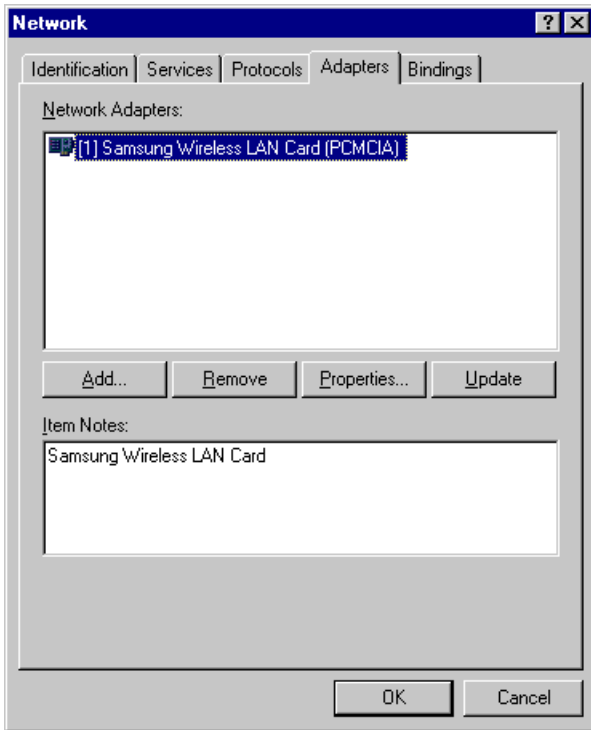 Network
Identification Services Protocols Adapters Bindings
Network Adapters:
[1] Samsung Wireless LAN Card (PCMCIA)
Add... Remove Properties... Update
Item Notes:
Samsung Wireless LAN Card
OK Cancel